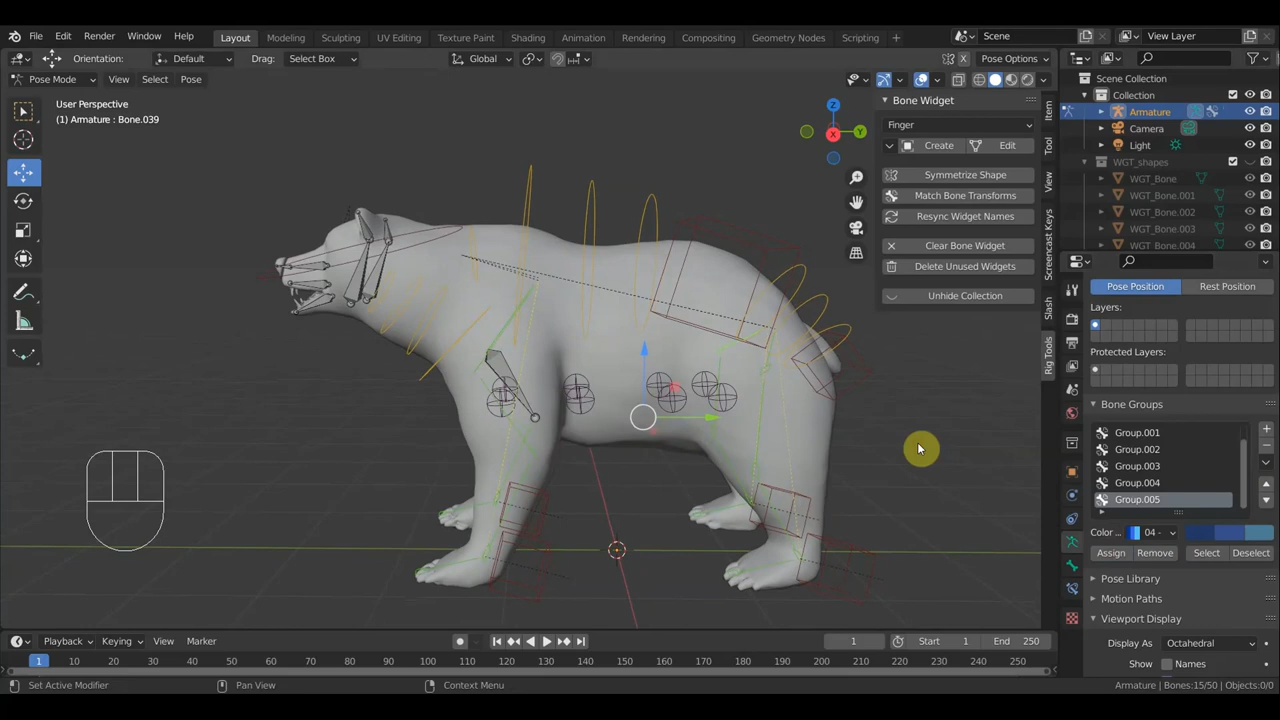 File Edit Render Window Help Layout Modeling Sculpting UV Editing Texture Paint Shading Animation Rendering Compositing Geometry Nodes Scripting + Scene View Layer
Orientation: Default Drag: Select Box Global X Pose Options
Pose Mode View Select Pose
Scene Collection
Collection
Armature
Camera
Light
WGT_shapes
WGT_Bone
WGT_Bone.001
WGT_Bone.002
WGT_Bone.003
WGT_Bone.004
User Perspective
(1) Armature : Bone.039
Z
Y
X
Bone Widget
Finger
Create Edit
Symmetrize Shape
Match Bone Transforms
Resync Widget Names
Clear Bone Widget
Delete Unused Widgets
Unhide Collection
Item
Tool
View
Screencast Keys
Slash
Rig Tools
Pose Position Rest Position
Layers:
Protected Layers:
Bone Groups
Group.001
Group.002
Group.003
Group.004
Group.005
Color ... 04 -
Assign Remove Select Deselect
Pose Library
Motion Paths
Viewport Display
Display As Octahedral
Show Names
Playback Keying View Marker 1 Start 1 End 250
1 10 20 30 40 50 60 70 80 90 100 110 120 130 140 150 160 170 180 190 200 210 220 230 240 250
Set Active Modifier Pan View Context Menu Armature | Bones:15/50 | Objects:0/0